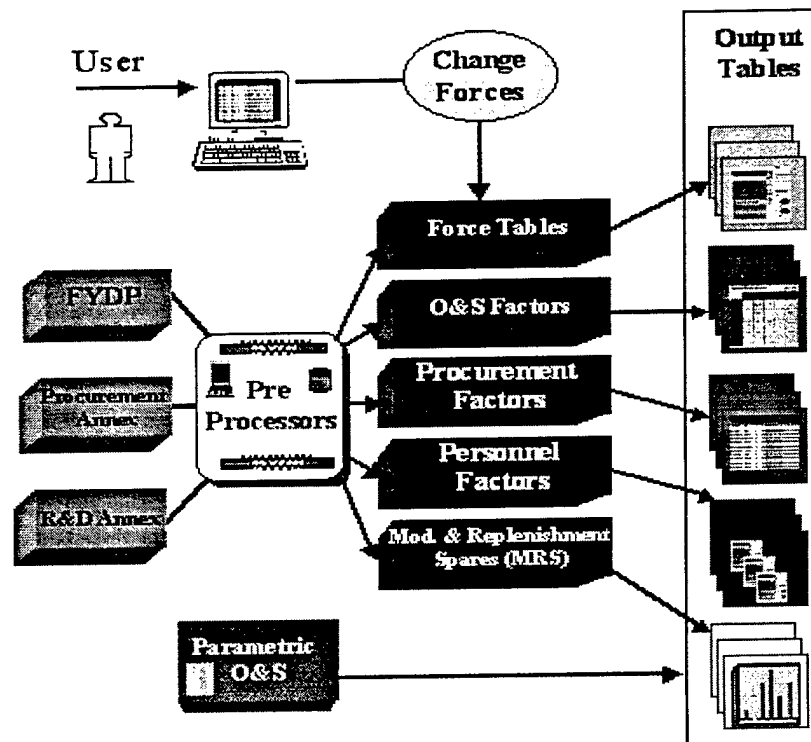 User
Change
Forces
Output
Tables
Force Tables
FYDP
O&S Factors
Procurement
Annex
Pre
Processors
Procurement
Factors
Personnel
Factors
R&D Annex
Mod. & Replenishment
Spares (MRS)
Parametric
O&S